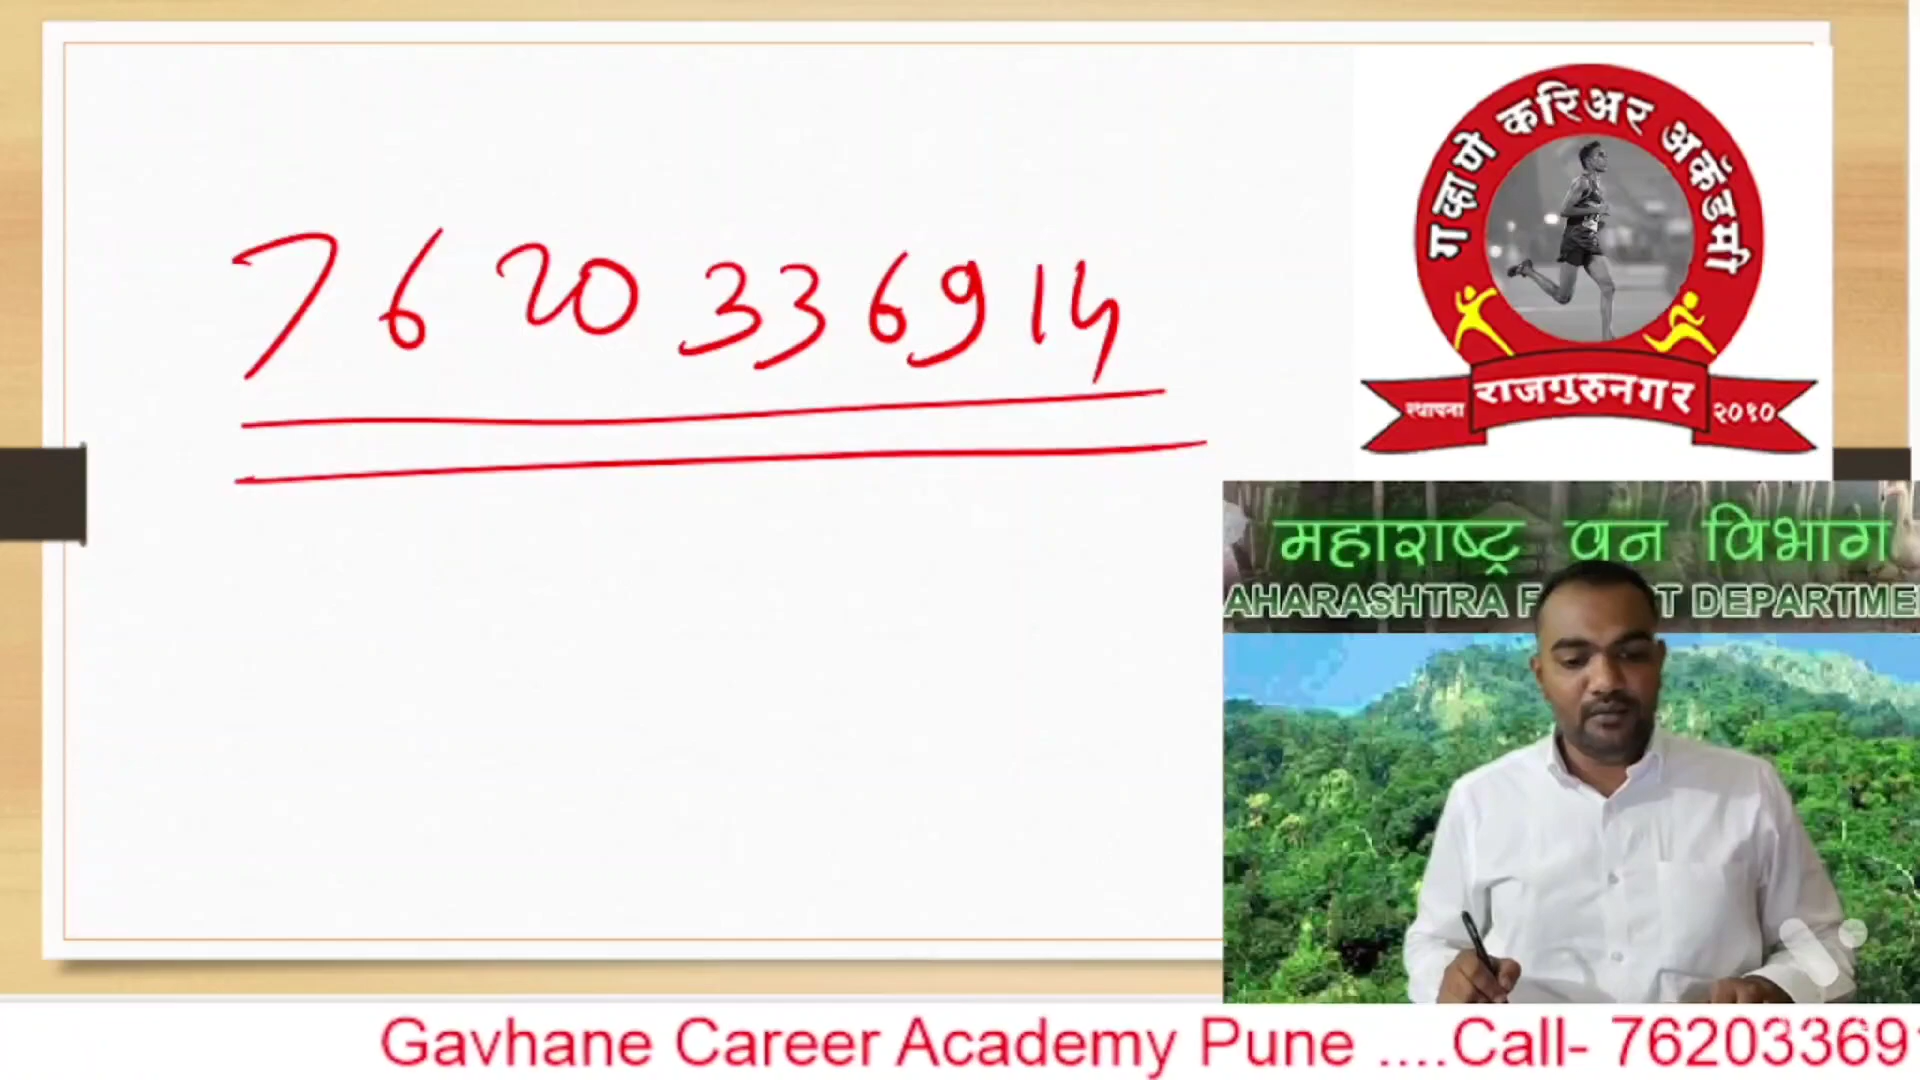 7620336914
गव्हाणे करिअर अकॅडमी
स्थापना राजगुरुनगर २०१०
महाराष्ट्र वन विभाग
AHARASHTRA F T DEPARTME
Gavhane Career Academy Pune ....Call- 762033691